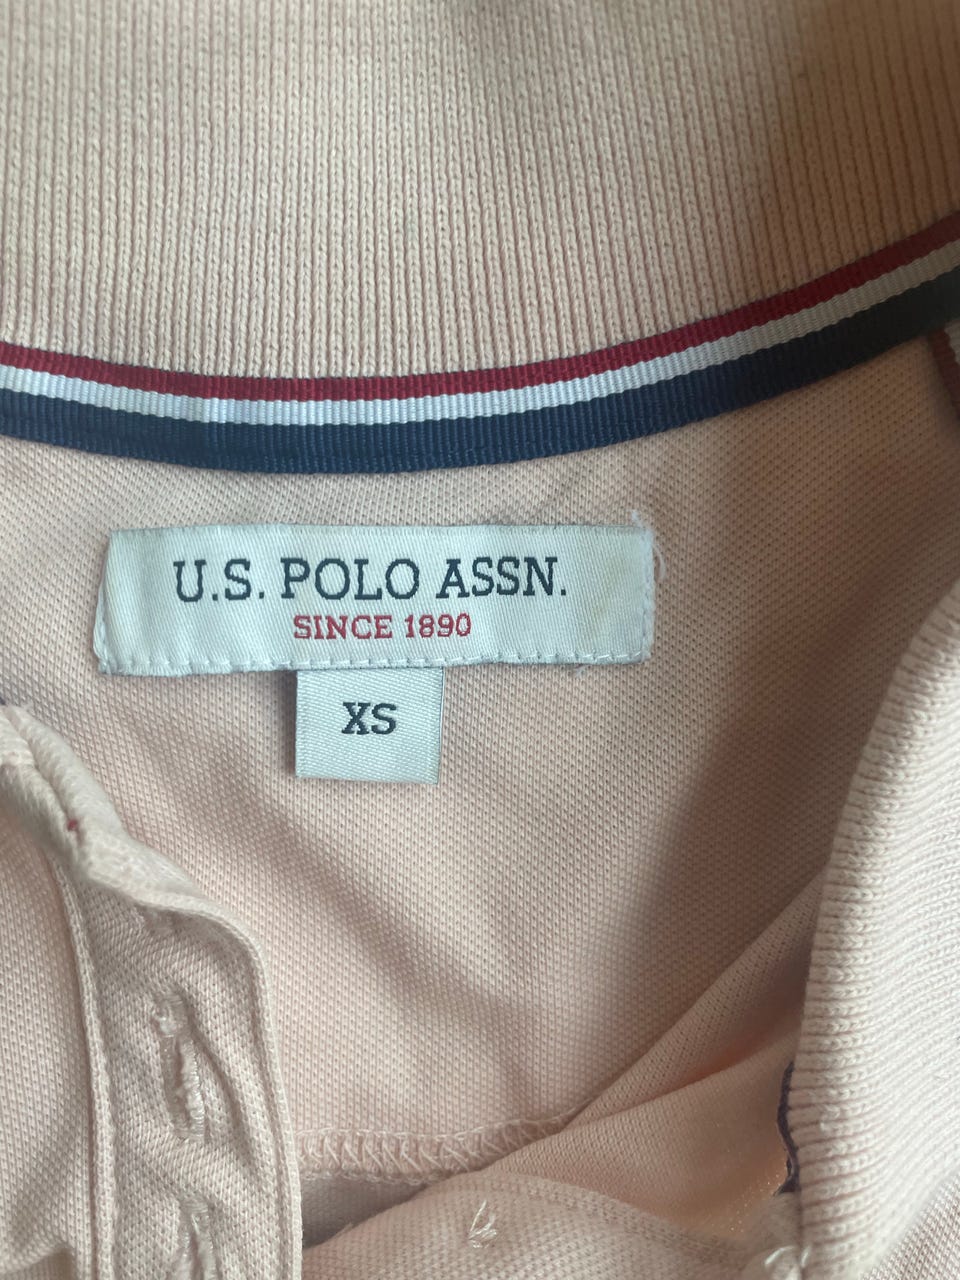 U.S. POLO ASSN.
SINCE 1890
XS